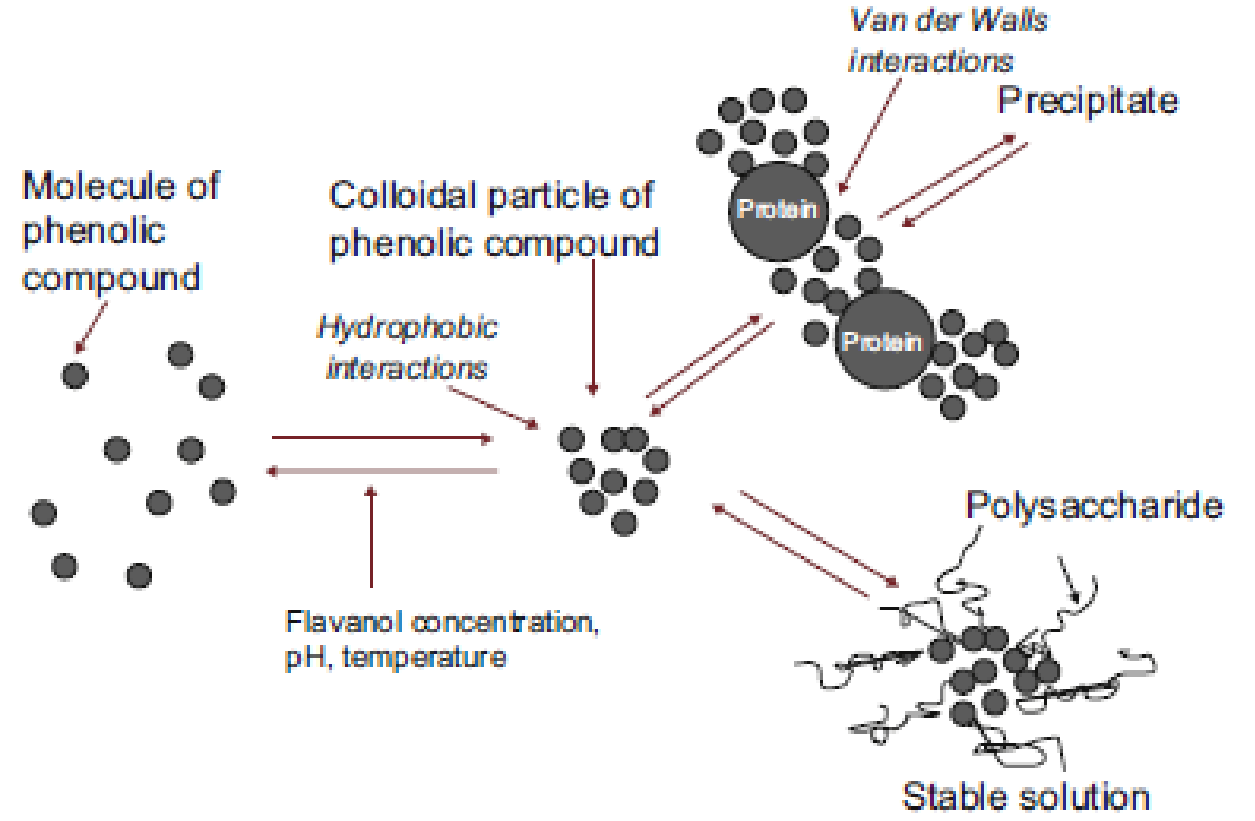 Van der Walls
interactions
Precipitate
Molecule of
phenolic
compound
Colloidal particle of
phenolic compound
Protein
Hydrophobic
interactions
Protein
Polysaccharide
Flavanol concentration,
pH, temperature
Stable solution